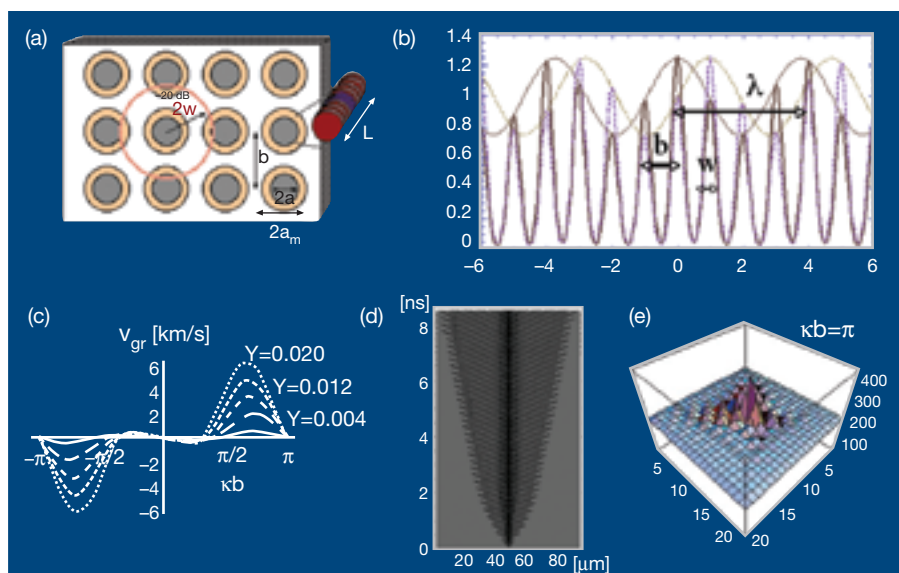 (a)
–20 dB
2w
L
b
2a
2aₘ
(b)
1.4
1.2
1
0.8
0.6
0.4
0.2
0
λ
b
w
–6 –4 –2 0 2 4 6
(c)
v_gr [km/s]
6
4
2
–2
–4
–6
Y=0.020
Y=0.012
Y=0.004
–π –π/2 π/2 π
κb
(d)
[ns]
8
6
4
2
0
20 40 60 80 [μm]
(e)
κb=π
400
300
200
100
5
10
15
20
5
10
15
20